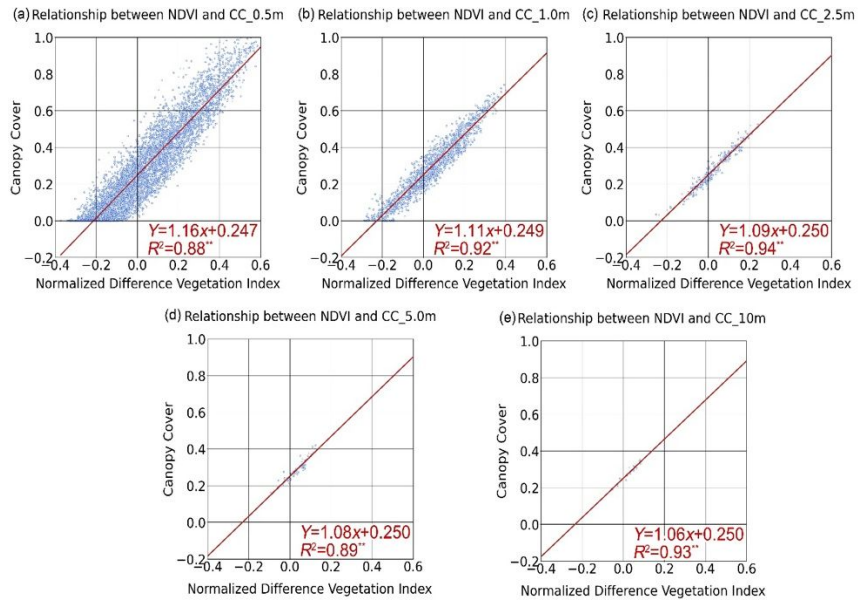 (a) Relationship between NDVI and CC_0.5m
1.0
0.8
0.6
0.4
0.2
0.0
−0.2
Canopy Cover
Y=1.16x+0.247
R²=0.88**
−0.4 −0.2 0.0 0.2 0.4 0.6
Normalized Difference Vegetation Index
(b) Relationship between NDVI and CC_1.0m
1.0
0.8
0.6
0.4
0.2
0.0
−0.2
Canopy Cover
Y=1.11x+0.249
R²=0.92**
−0.4 −0.2 0.0 0.2 0.4 0.6
Normalized Difference Vegetation Index
(c) Relationship between NDVI and CC_2.5m
1.0
0.8
0.6
0.4
0.2
0.0
−0.2
Canopy Cover
Y=1.09x+0.250
R²=0.94**
−0.4 −0.2 0.0 0.2 0.4 0.6
Normalized Difference Vegetation Index
(d) Relationship between NDVI and CC_5.0m
1.0
0.8
0.6
0.4
0.2
0.0
−0.2
Canopy Cover
Y=1.08x+0.250
R²=0.89**
−0.4 −0.2 0.0 0.2 0.4 0.6
Normalized Difference Vegetation Index
(e) Relationship between NDVI and CC_10m
1.0
0.8
0.6
0.4
0.2
0.0
−0.2
Canopy Cover
Y=1.06x+0.250
R²=0.93**
−0.4 −0.2 0.0 0.2 0.4 0.6
Normalized Difference Vegetation Index